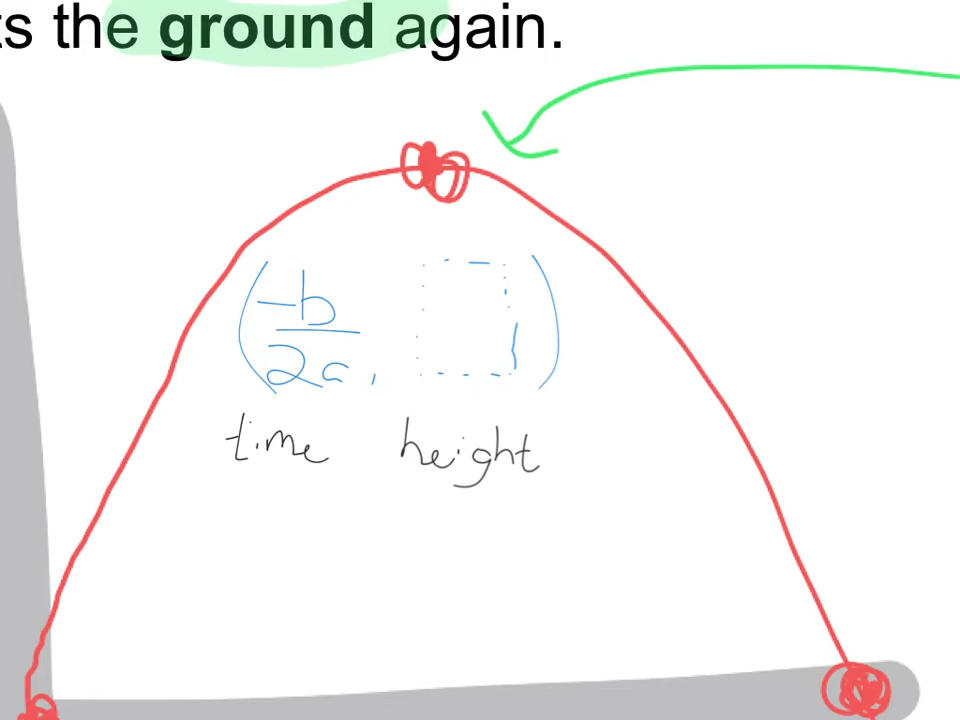 ts the ground again.
(-b/2a, )
time height